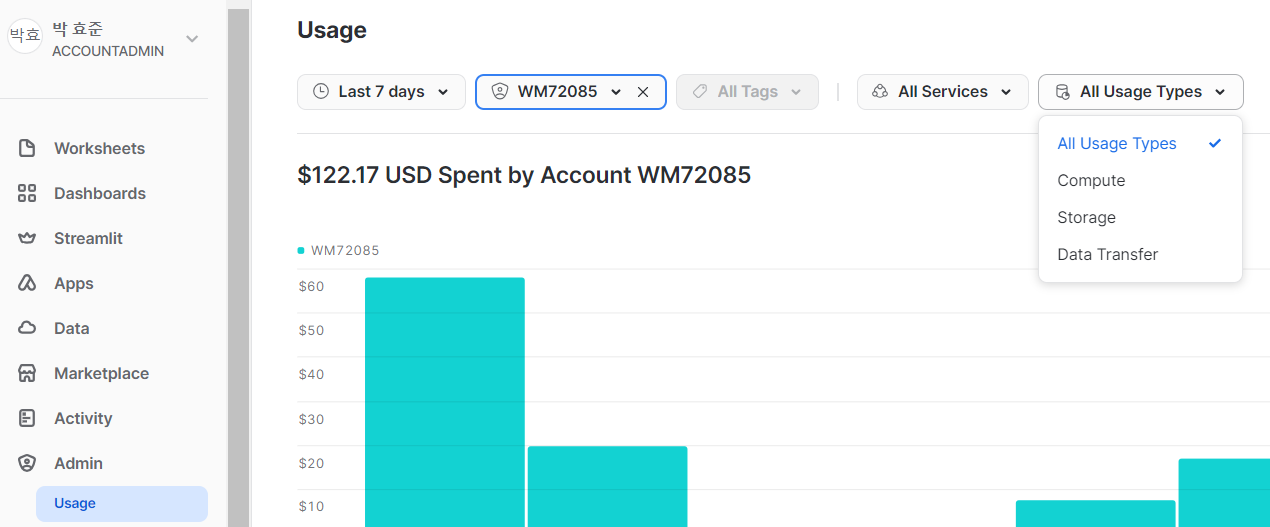 박효
박 효준
ACCOUNTADMIN
Worksheets
Dashboards
Streamlit
Apps
Data
Marketplace
Activity
Admin
Usage
Usage
Last 7 days
WM72085
All Tags
All Services
All Usage Types
All Usage Types
Compute
Storage
Data Transfer
$122.17 USD Spent by Account WM72085
WM72085
$60
$50
$40
$30
$20
$10